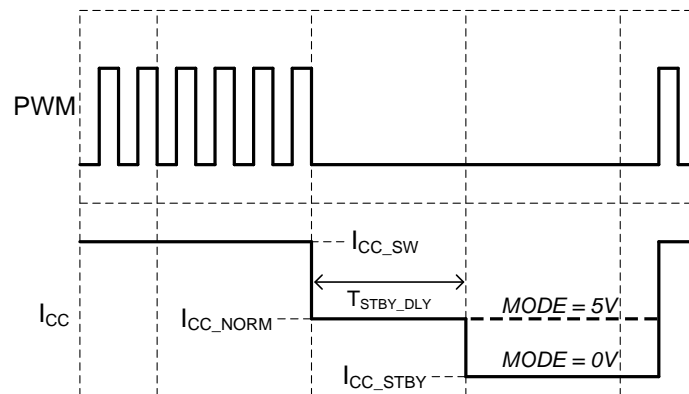 PWM
I_CC_SW
T_STBY_DLY
I_CC
I_CC_NORM
MODE = 5V
MODE = 0V
I_CC_STBY